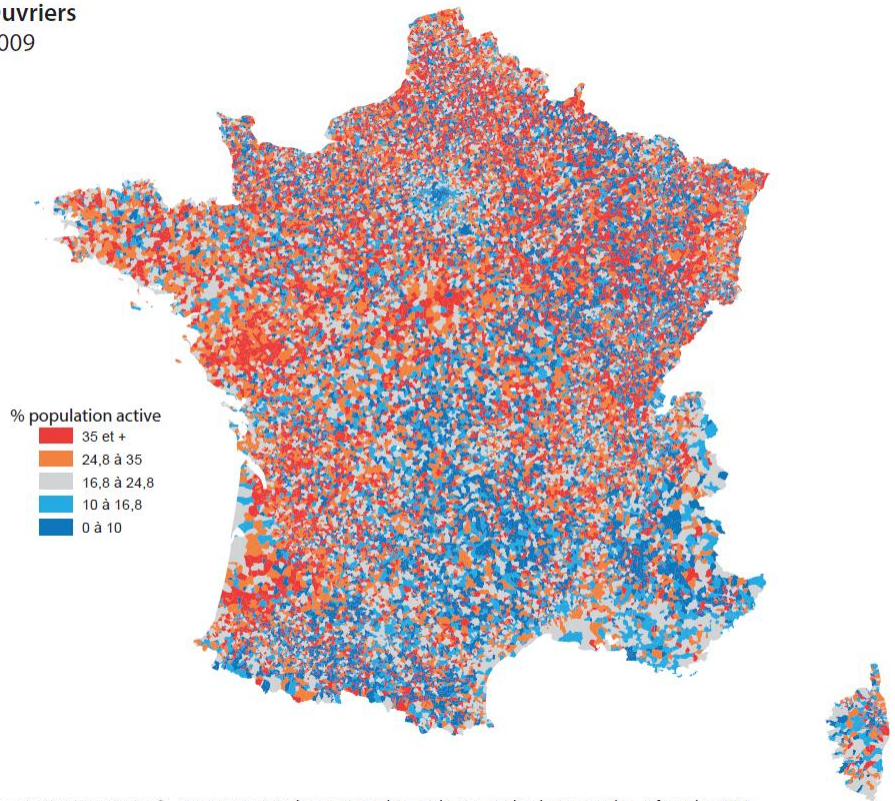 uvriers
009
% population active
35 et +
24,8 à 35
16,8 à 24,8
10 à 16,8
0 à 10